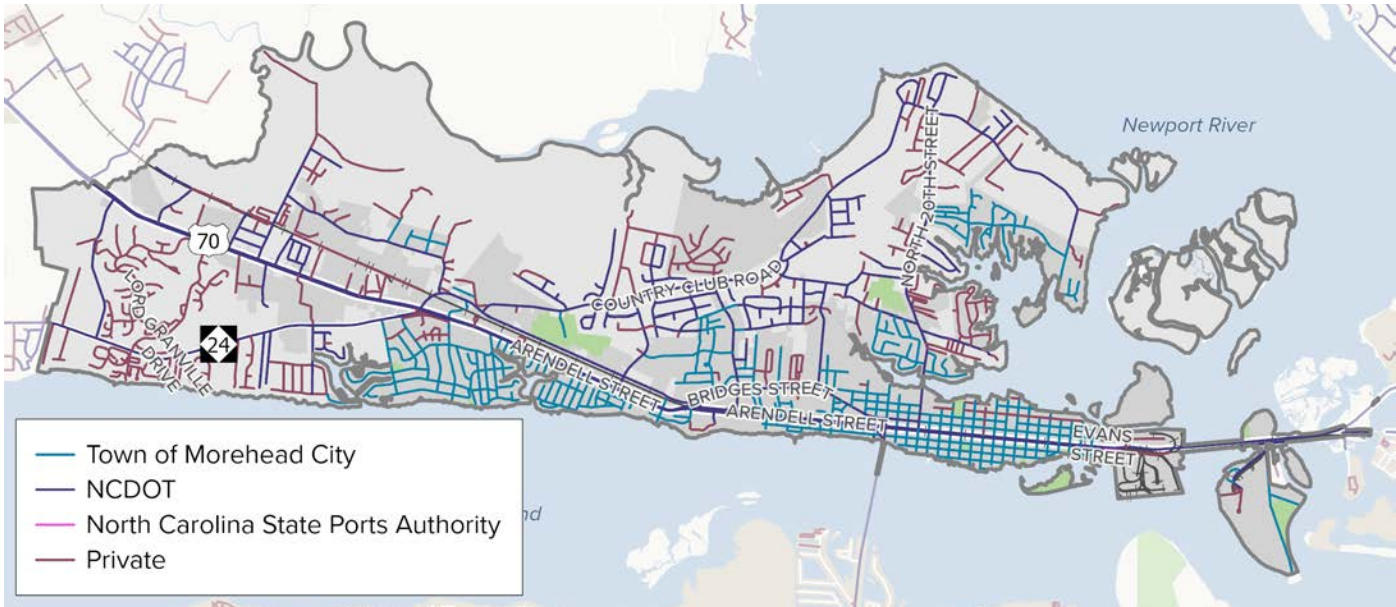 Newport River
NORTH 20TH STREET
70
COUNTRY CLUB ROAD
LORD GRANVILLE
DRIVE
24
ARENDELL STREET
BRIDGES STREET
ARENDELL STREET
EVANS
STREET
Town of Morehead City
NCDOT
North Carolina State Ports Authority
Private
nd